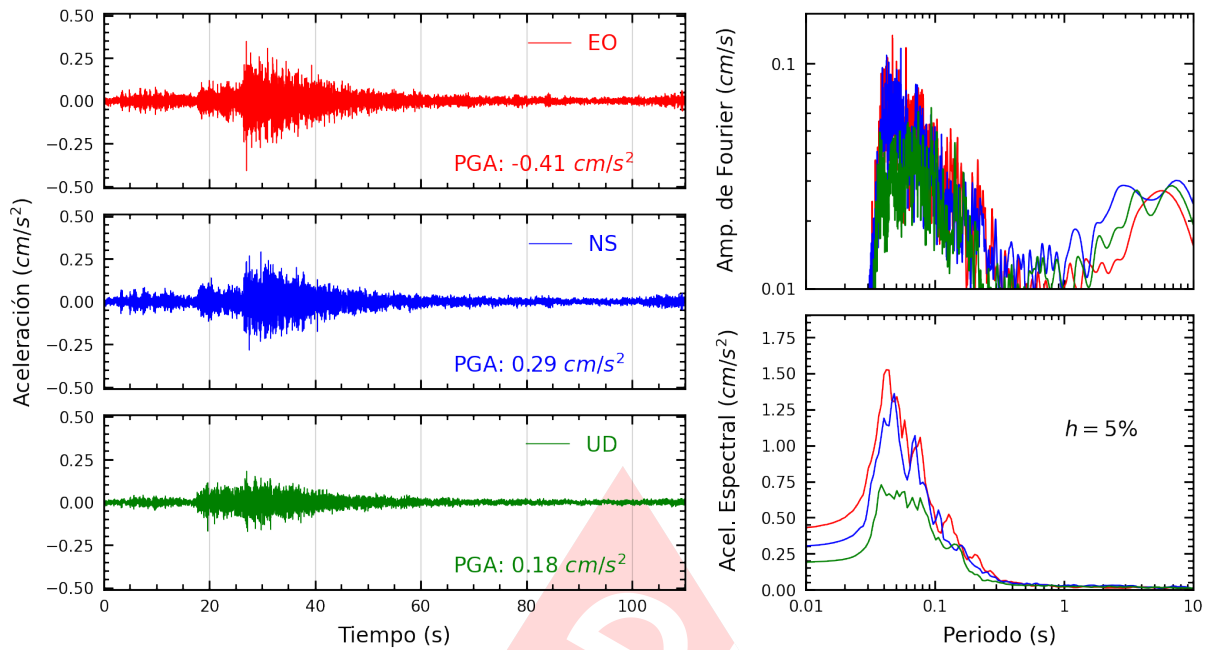 Aceleración (cm/s²)
0.50
0.25
0.00
−0.25
−0.50
EO
PGA: -0.41 cm/s²
0.50
0.25
0.00
−0.25
−0.50
NS
PGA: 0.29 cm/s²
0.50
0.25
0.00
−0.25
−0.50
UD
PGA: 0.18 cm/s²
0 20 40 60 80 100
Tiempo (s)
Amp. de Fourier (cm/s)
0.1
0.01
Acel. Espectral (cm/s²)
1.75
1.50
1.25
1.00
0.75
0.50
0.25
0.00
h = 5%
0.01 0.1 1 10
Periodo (s)